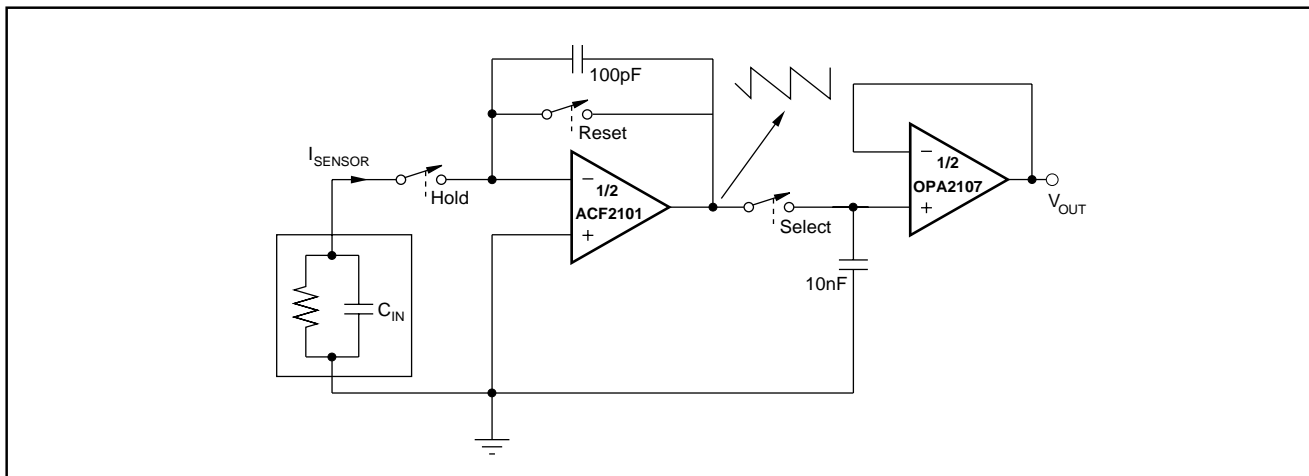 100pF
Reset
I_SENSOR
Hold
−
1/2
ACF2101
+
Select
−
1/2
OPA2107
+
V_OUT
10nF
C_IN